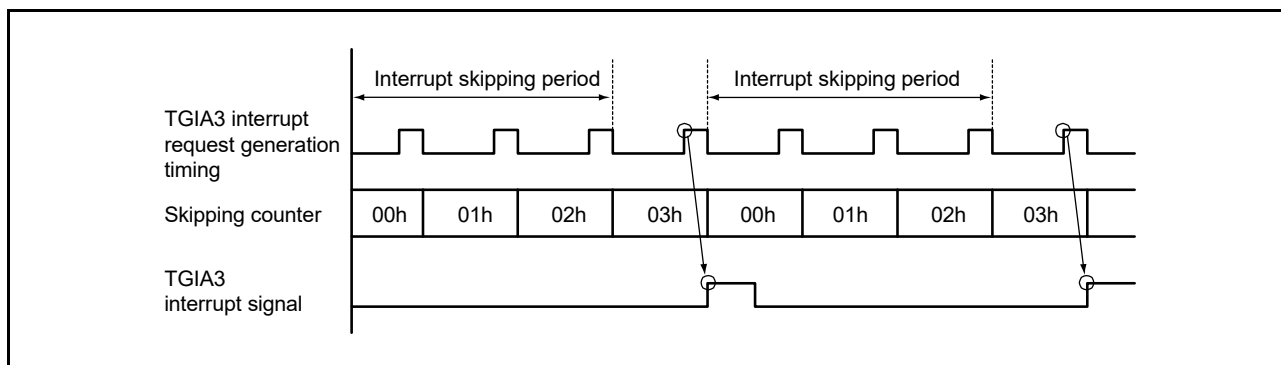 Interrupt skipping period
Interrupt skipping period
TGIA3 interrupt
request generation
timing
Skipping counter
00h
01h
02h
03h
00h
01h
02h
03h
TGIA3
interrupt signal